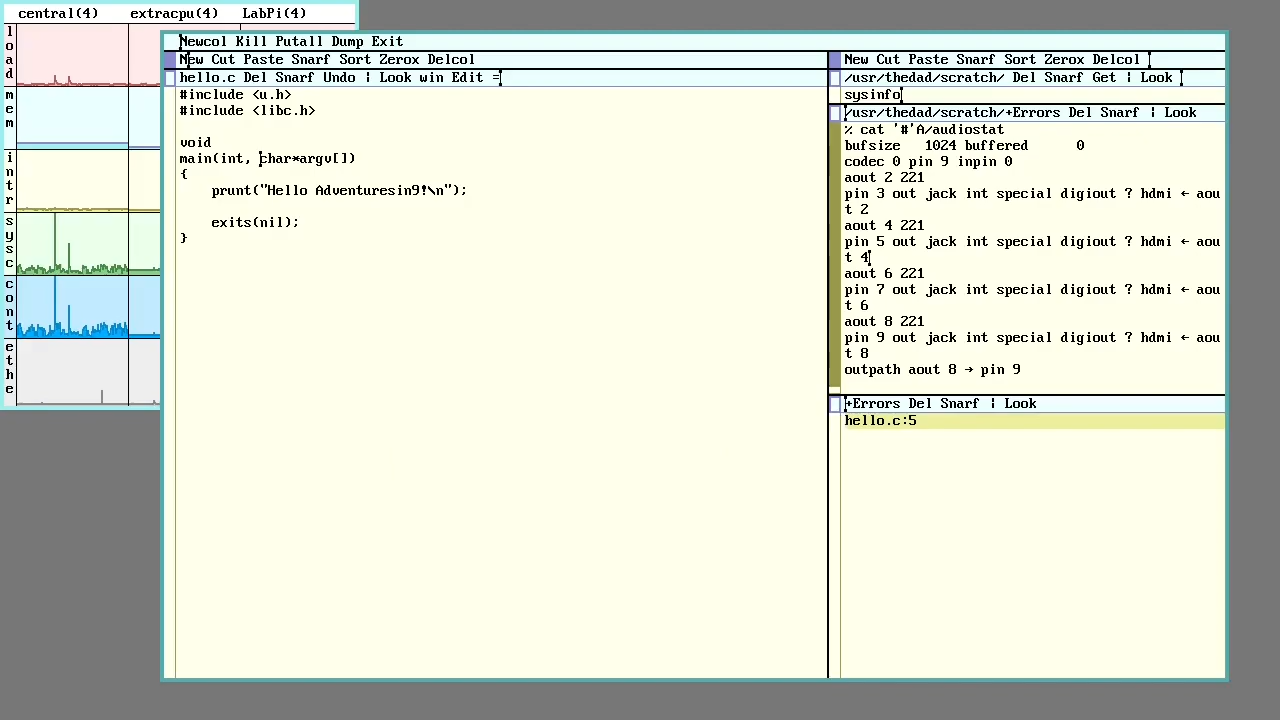 central(4) extracpu(4) LabPi(4)
load
mem
intr
sysc
cont
ethe
Newcol Kill Putall Dump Exit
New Cut Paste Snarf Sort Zerox Delcol
hello.c Del Snarf Undo | Look win Edit =
#include <u.h>
#include <libc.h>
void
main(int, char*argv[])
{
prunt("Hello Adventuresin9!\n");
exits(nil);
}
New Cut Paste Snarf Sort Zerox Delcol
/usr/thedad/scratch/ Del Snarf Get | Look
sysinfo
/usr/thedad/scratch/+Errors Del Snarf | Look
% cat '#'A/audiostat
bufsize 1024 buffered 0
codec 0 pin 9 inpin 0
aout 2 221
pin 3 out jack int special digiout ? hdmi ← aou
t 2
aout 4 221
pin 5 out jack int special digiout ? hdmi ← aou
t 4
aout 6 221
pin 7 out jack int special digiout ? hdmi ← aou
t 6
aout 8 221
pin 9 out jack int special digiout ? hdmi ← aou
t 8
outpath aout 8 → pin 9
+Errors Del Snarf | Look
hello.c:5